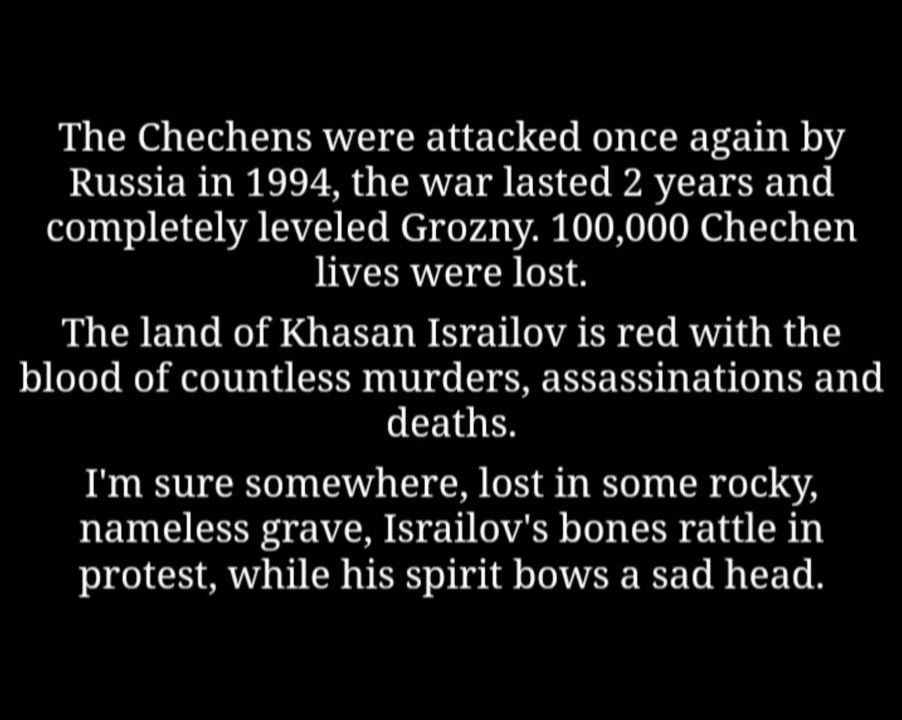 The Chechens were attacked once again by
Russia in 1994, the war lasted 2 years and
completely leveled Grozny. 100,000 Chechen
lives were lost.
The land of Khasan Israilov is red with the
blood of countless murders, assassinations and
deaths.
I'm sure somewhere, lost in some rocky,
nameless grave, Israilov's bones rattle in
protest, while his spirit bows a sad head.